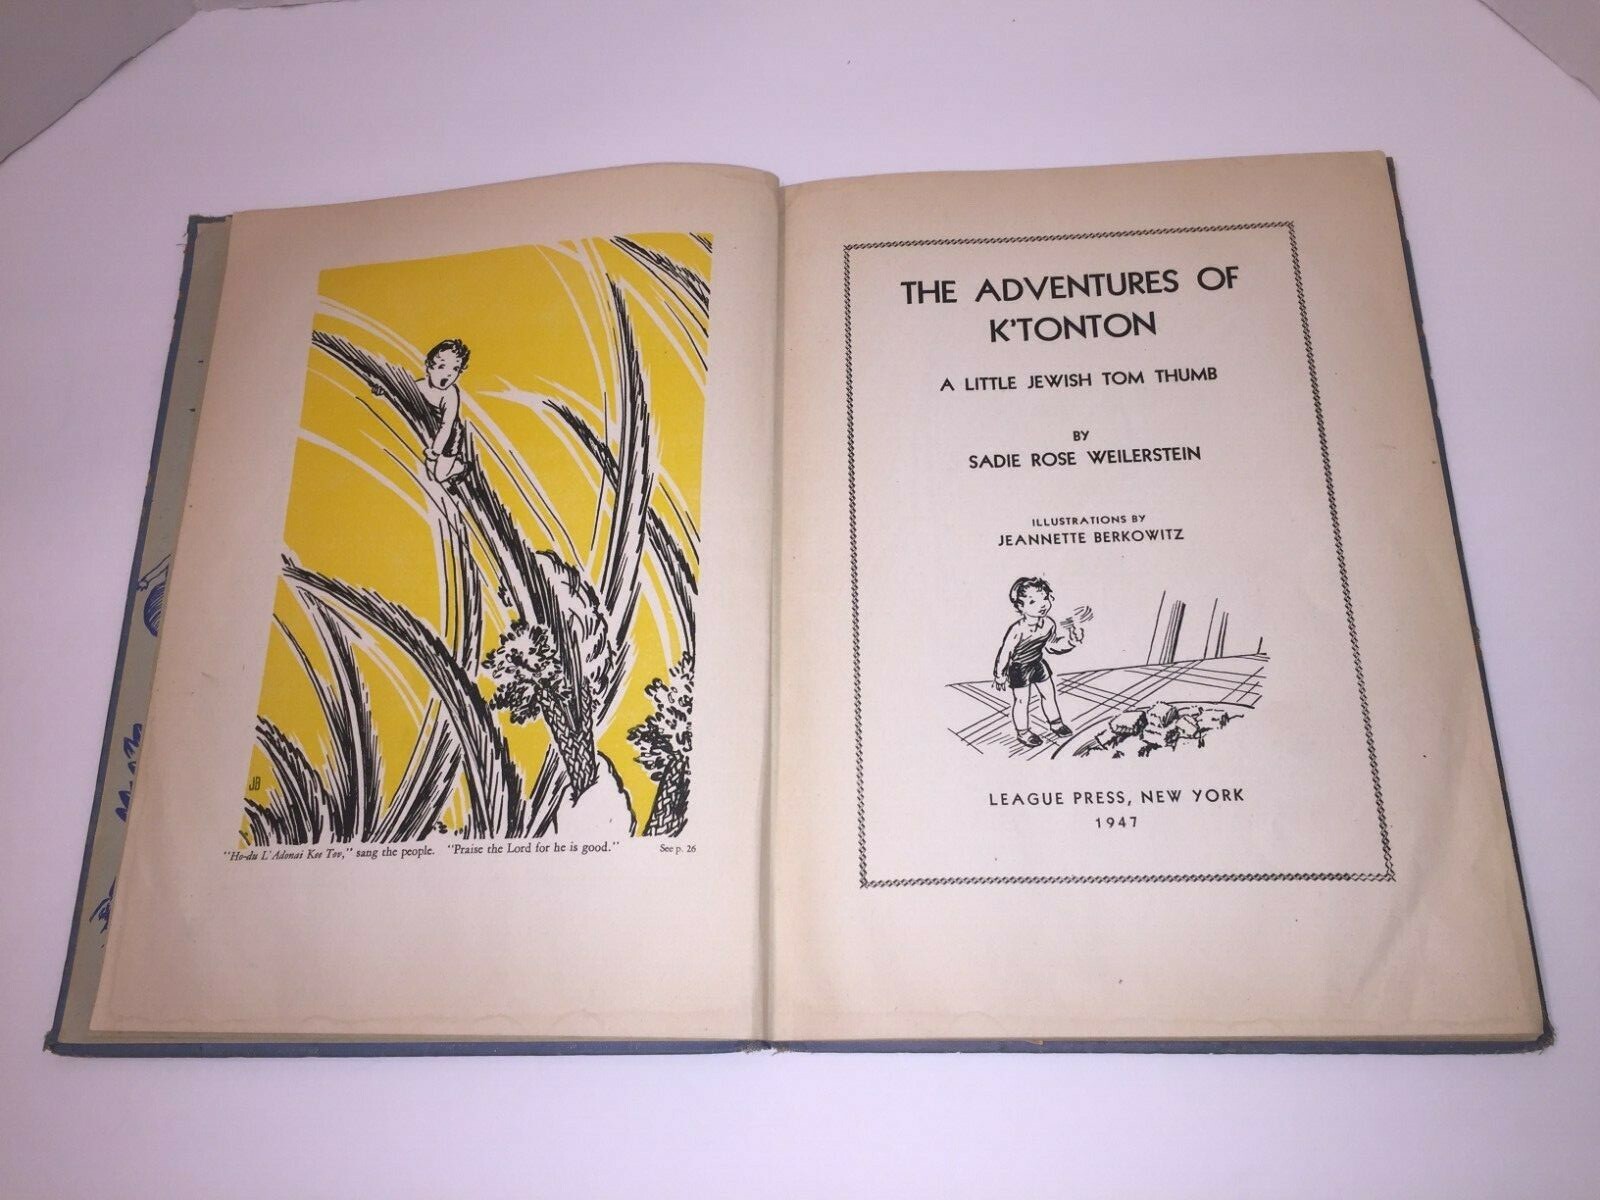 JB
"Ho-du L'Adonai Kee Tov," sang the people. "Praise the Lord for he is good." See p. 26
THE ADVENTURES OF
K'TONTON
A LITTLE JEWISH TOM THUMB
BY
SADIE ROSE WEILERSTEIN
ILLUSTRATIONS BY
JEANNETTE BERKOWITZ
LEAGUE PRESS, NEW YORK
1947